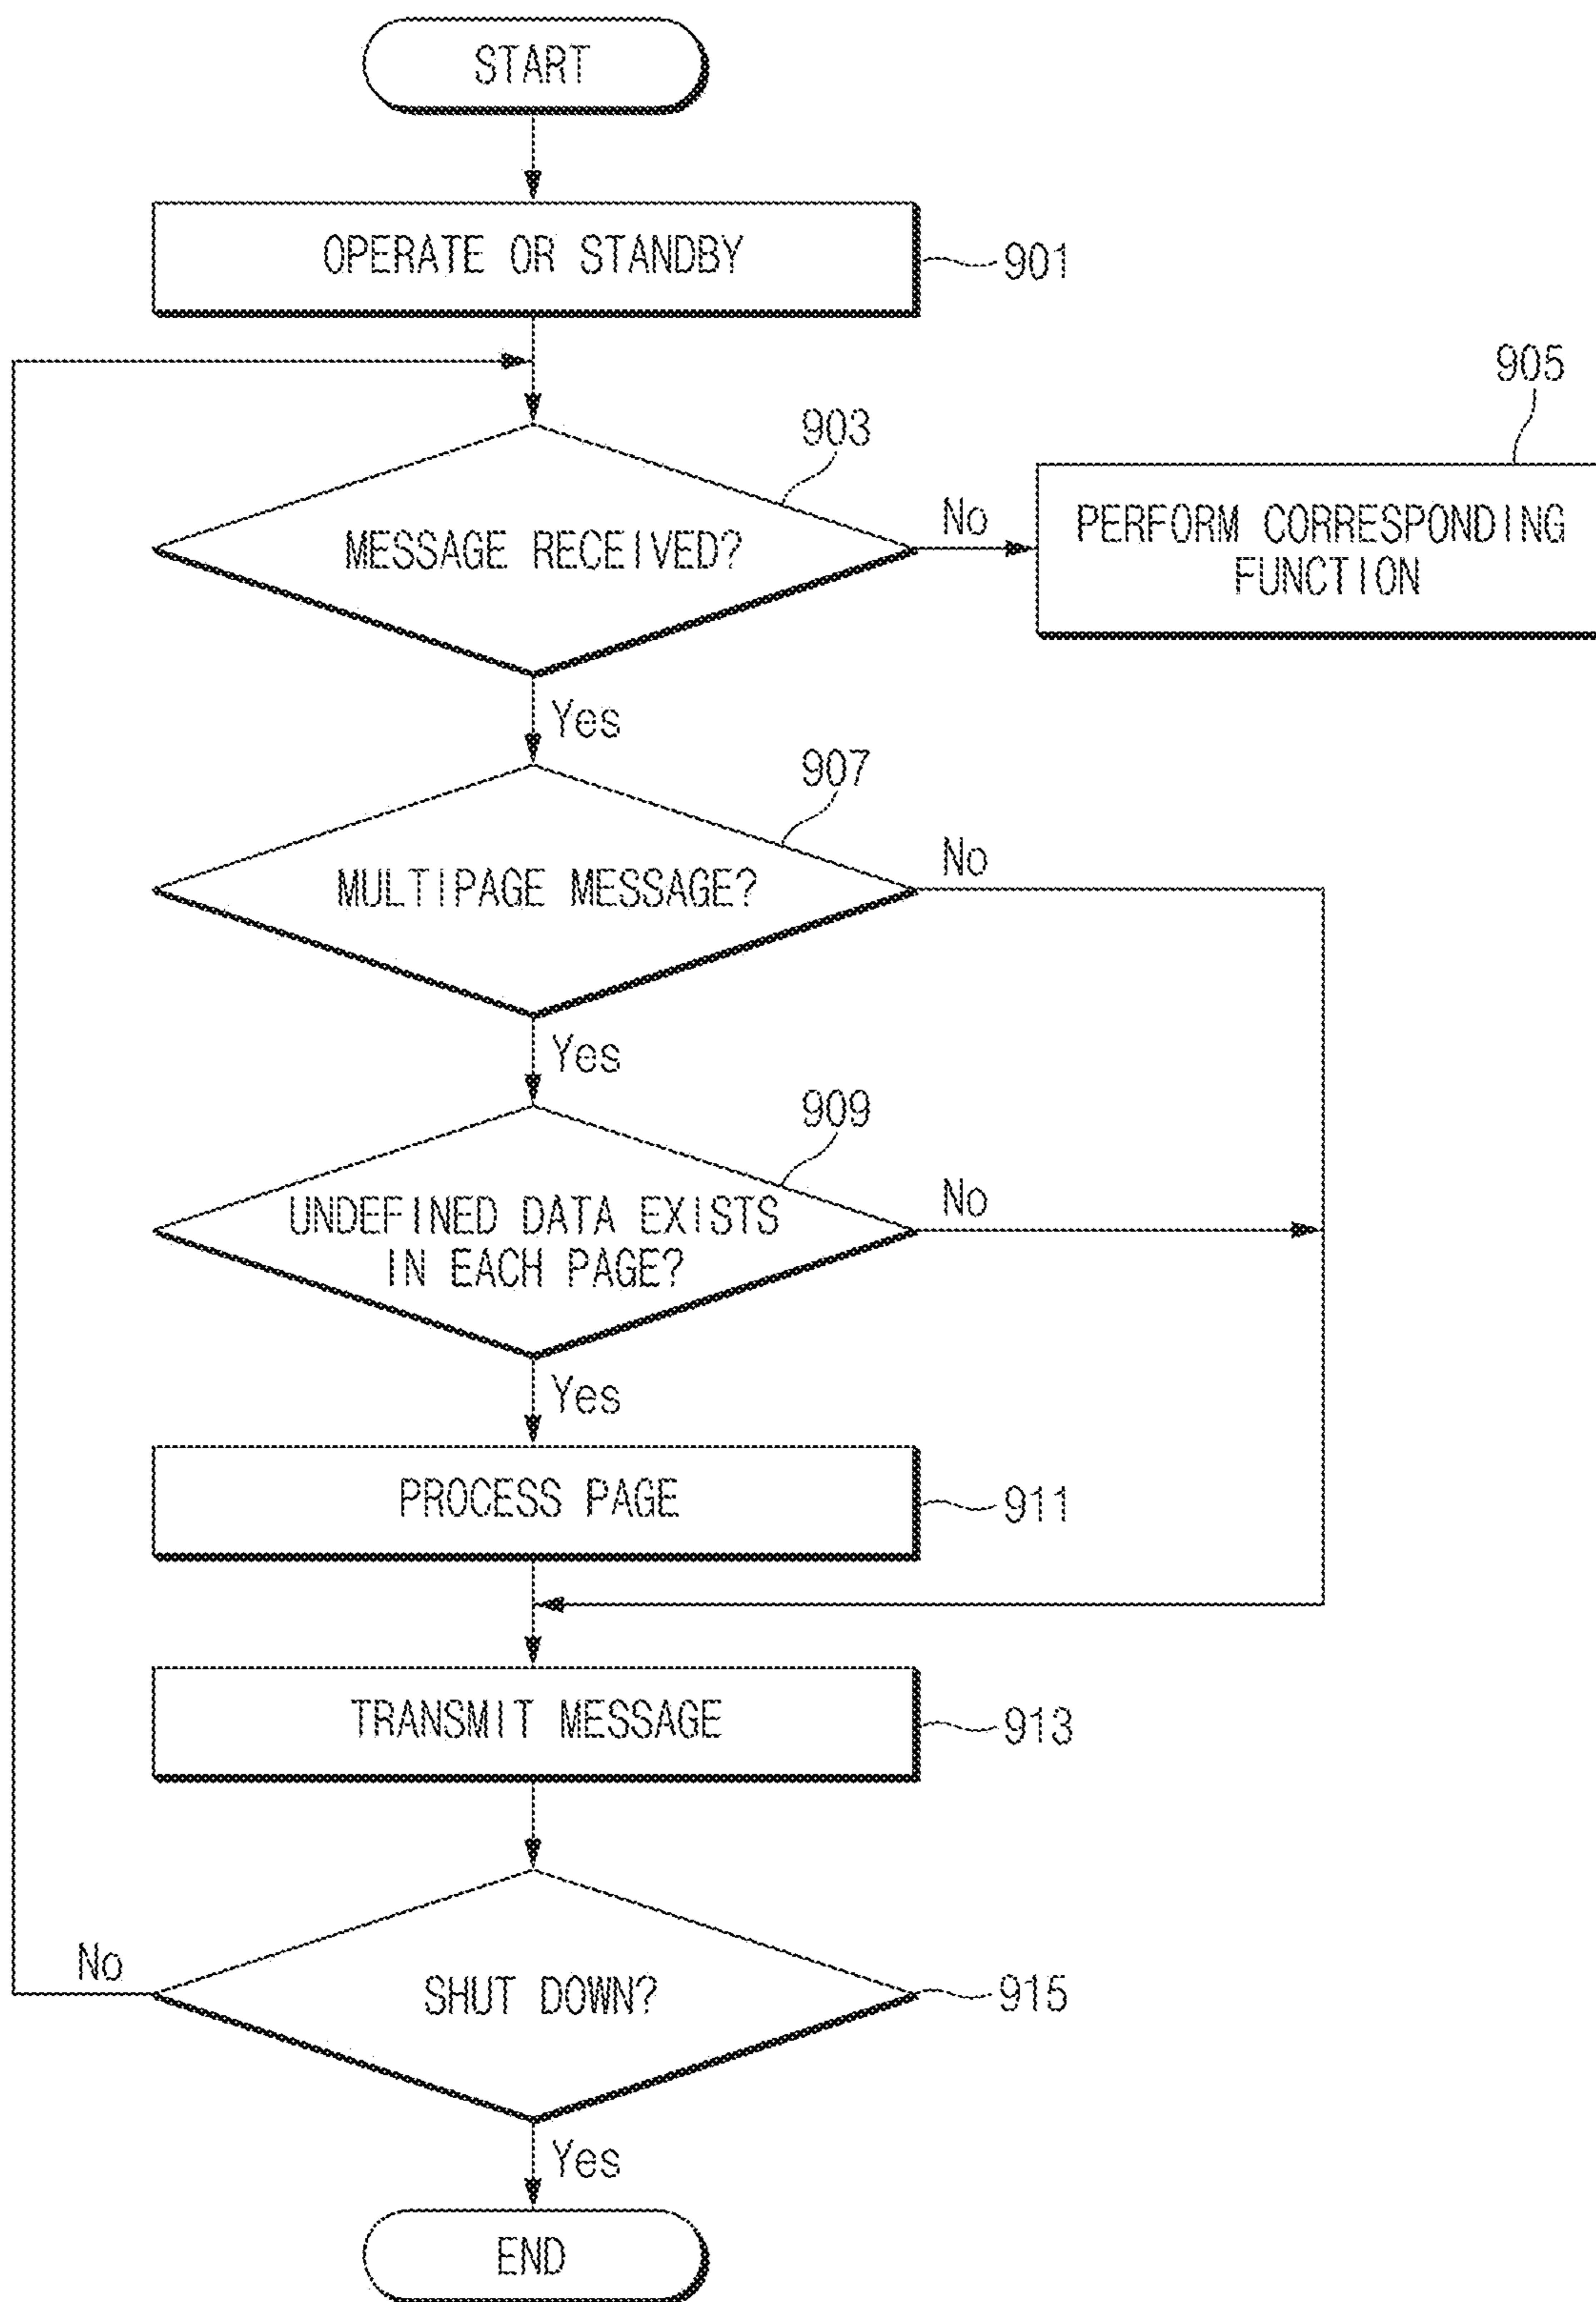 START
OPERATE OR STANDBY
901
903
905
MESSAGE RECEIVED?
No
PERFORM CORRESPONDING
FUNCTION
Yes
907
MULTIPAGE MESSAGE?
No
Yes
909
UNDEFINED DATA EXISTS
IN EACH PAGE?
No
Yes
PROCESS PAGE
911
TRANSMIT MESSAGE
913
No
SHUT DOWN?
915
Yes
END